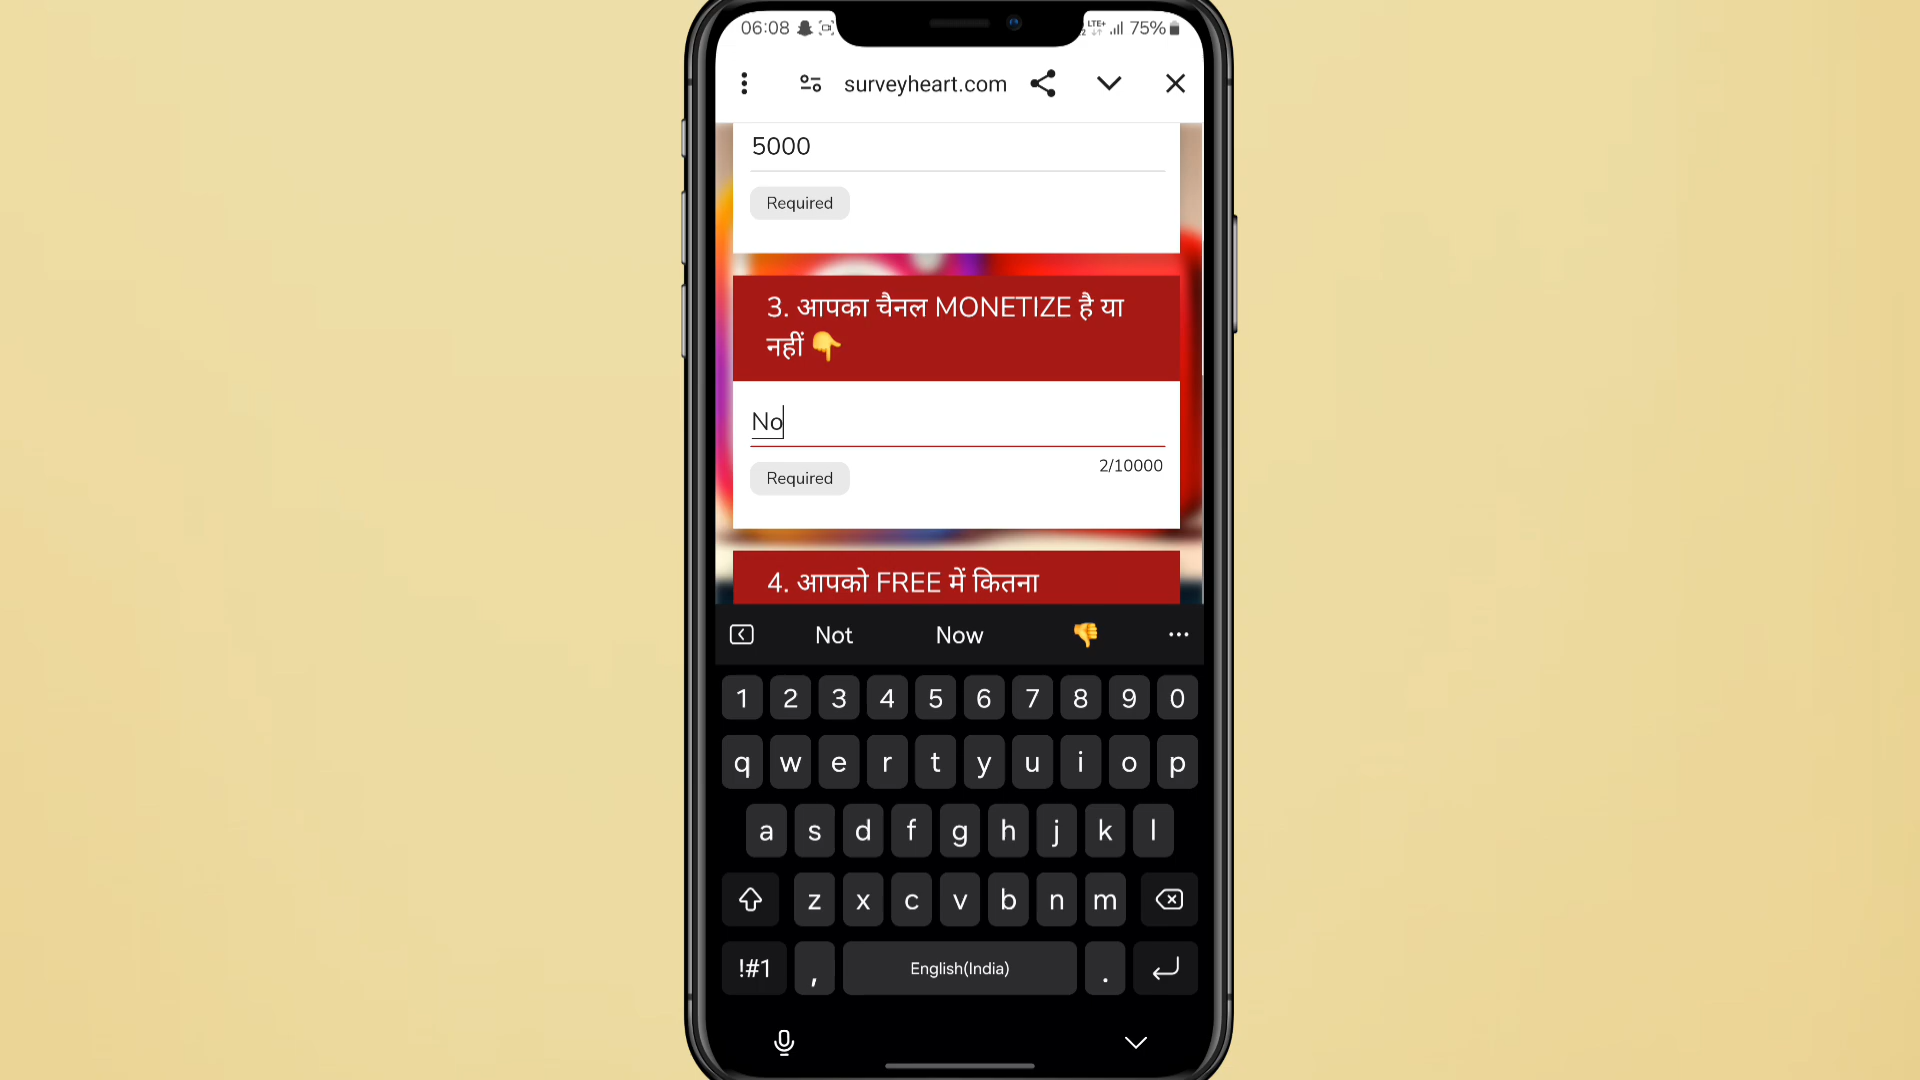 06:08 LTE+ 75%
surveyheart.com
5000
Required
3. आपका चैनल MONETIZE है या
नहीं 👇
No
2/10000
Required
4. आपको FREE में कितना
Not Now 👎
1 2 3 4 5 6 7 8 9 0
q w e r t y u i o p
a s d f g h j k l
z x c v b n m
!#1 , English(India) .